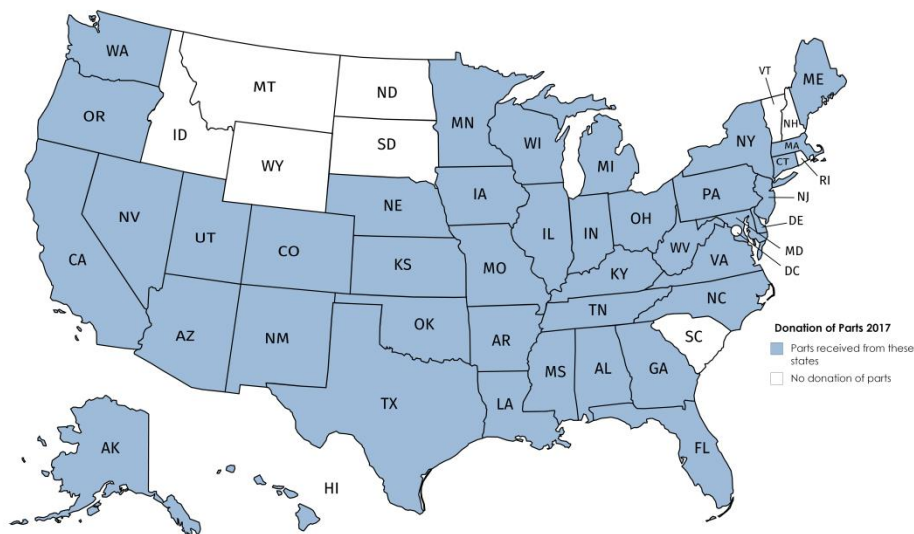 WA
MT
ND
VT
ME
OR
MN
NH
ID
SD
WI
NY
MA
WY
MI
CT
RI
IA
PA
NJ
NE
NV
OH
DE
UT
IL
IN
CO
WV
MD
CA
KS
MO
VA
DC
KY
NC
TN
Donation of Parts 2017
OK
AZ
NM
AR
SC
Parts received from these
states
MS
AL
GA
No donation of parts
TX
LA
AK
FL
HI